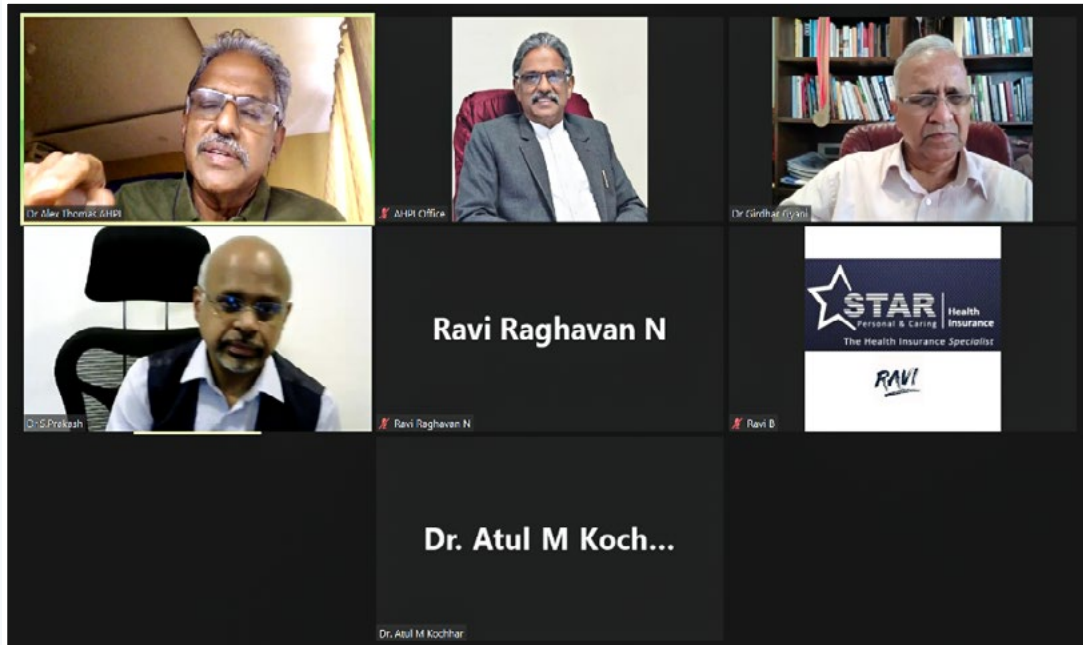 Dr Alex Thomas AHPI
AHPI Office
Dr Girdhar Gyani
Dr S.Prakash
Ravi Raghavan N
Ravi Raghavan N
STAR
Personal & Caring
Health
Insurance
The Health Insurance Specialist
RAVI
Ravi B
Dr. Atul M Koch...
Dr. Atul M Kochhar